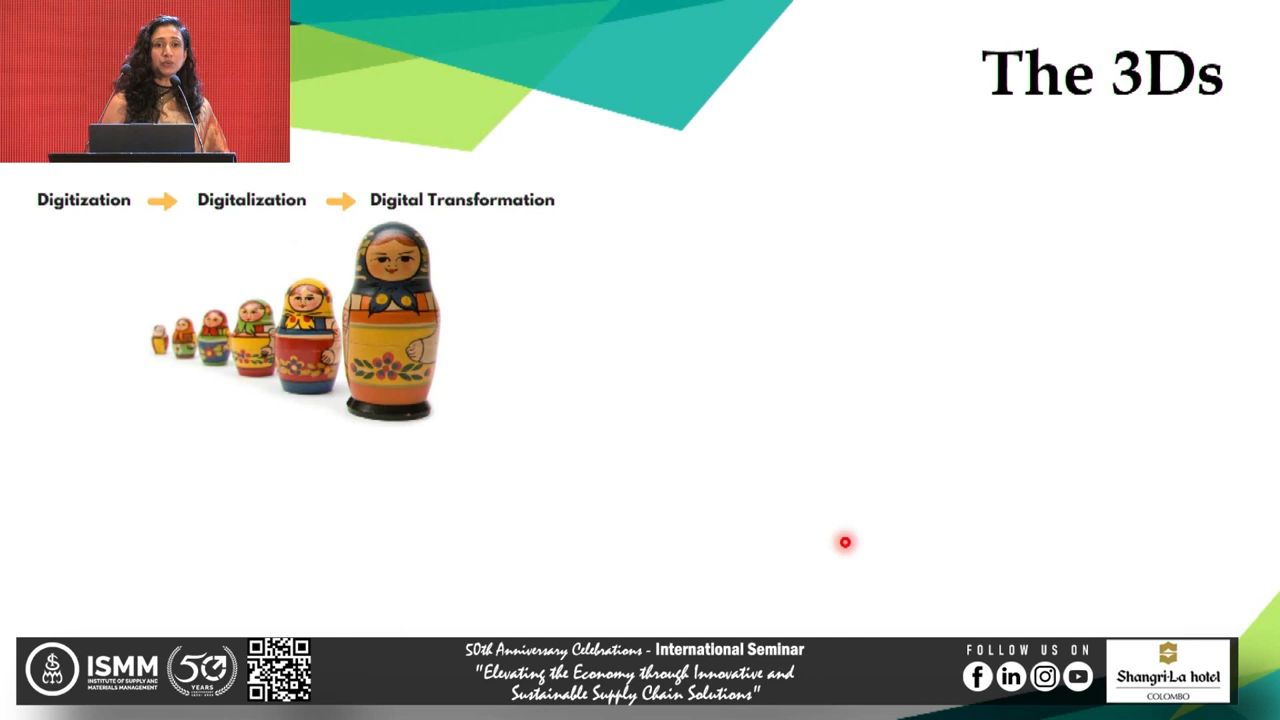 The 3Ds
Digitization
Digitalization
Digital Transformation
ISMM
INSTITUTE OF SUPPLY AND
MATERIALS MANAGEMENT
50
YEARS
50th Anniversary Celebrations - International Seminar
"Elevating the Economy through Innovative and
Sustainable Supply Chain Solutions"
FOLLOW US ON
Shangri-La hotel
COLOMBO